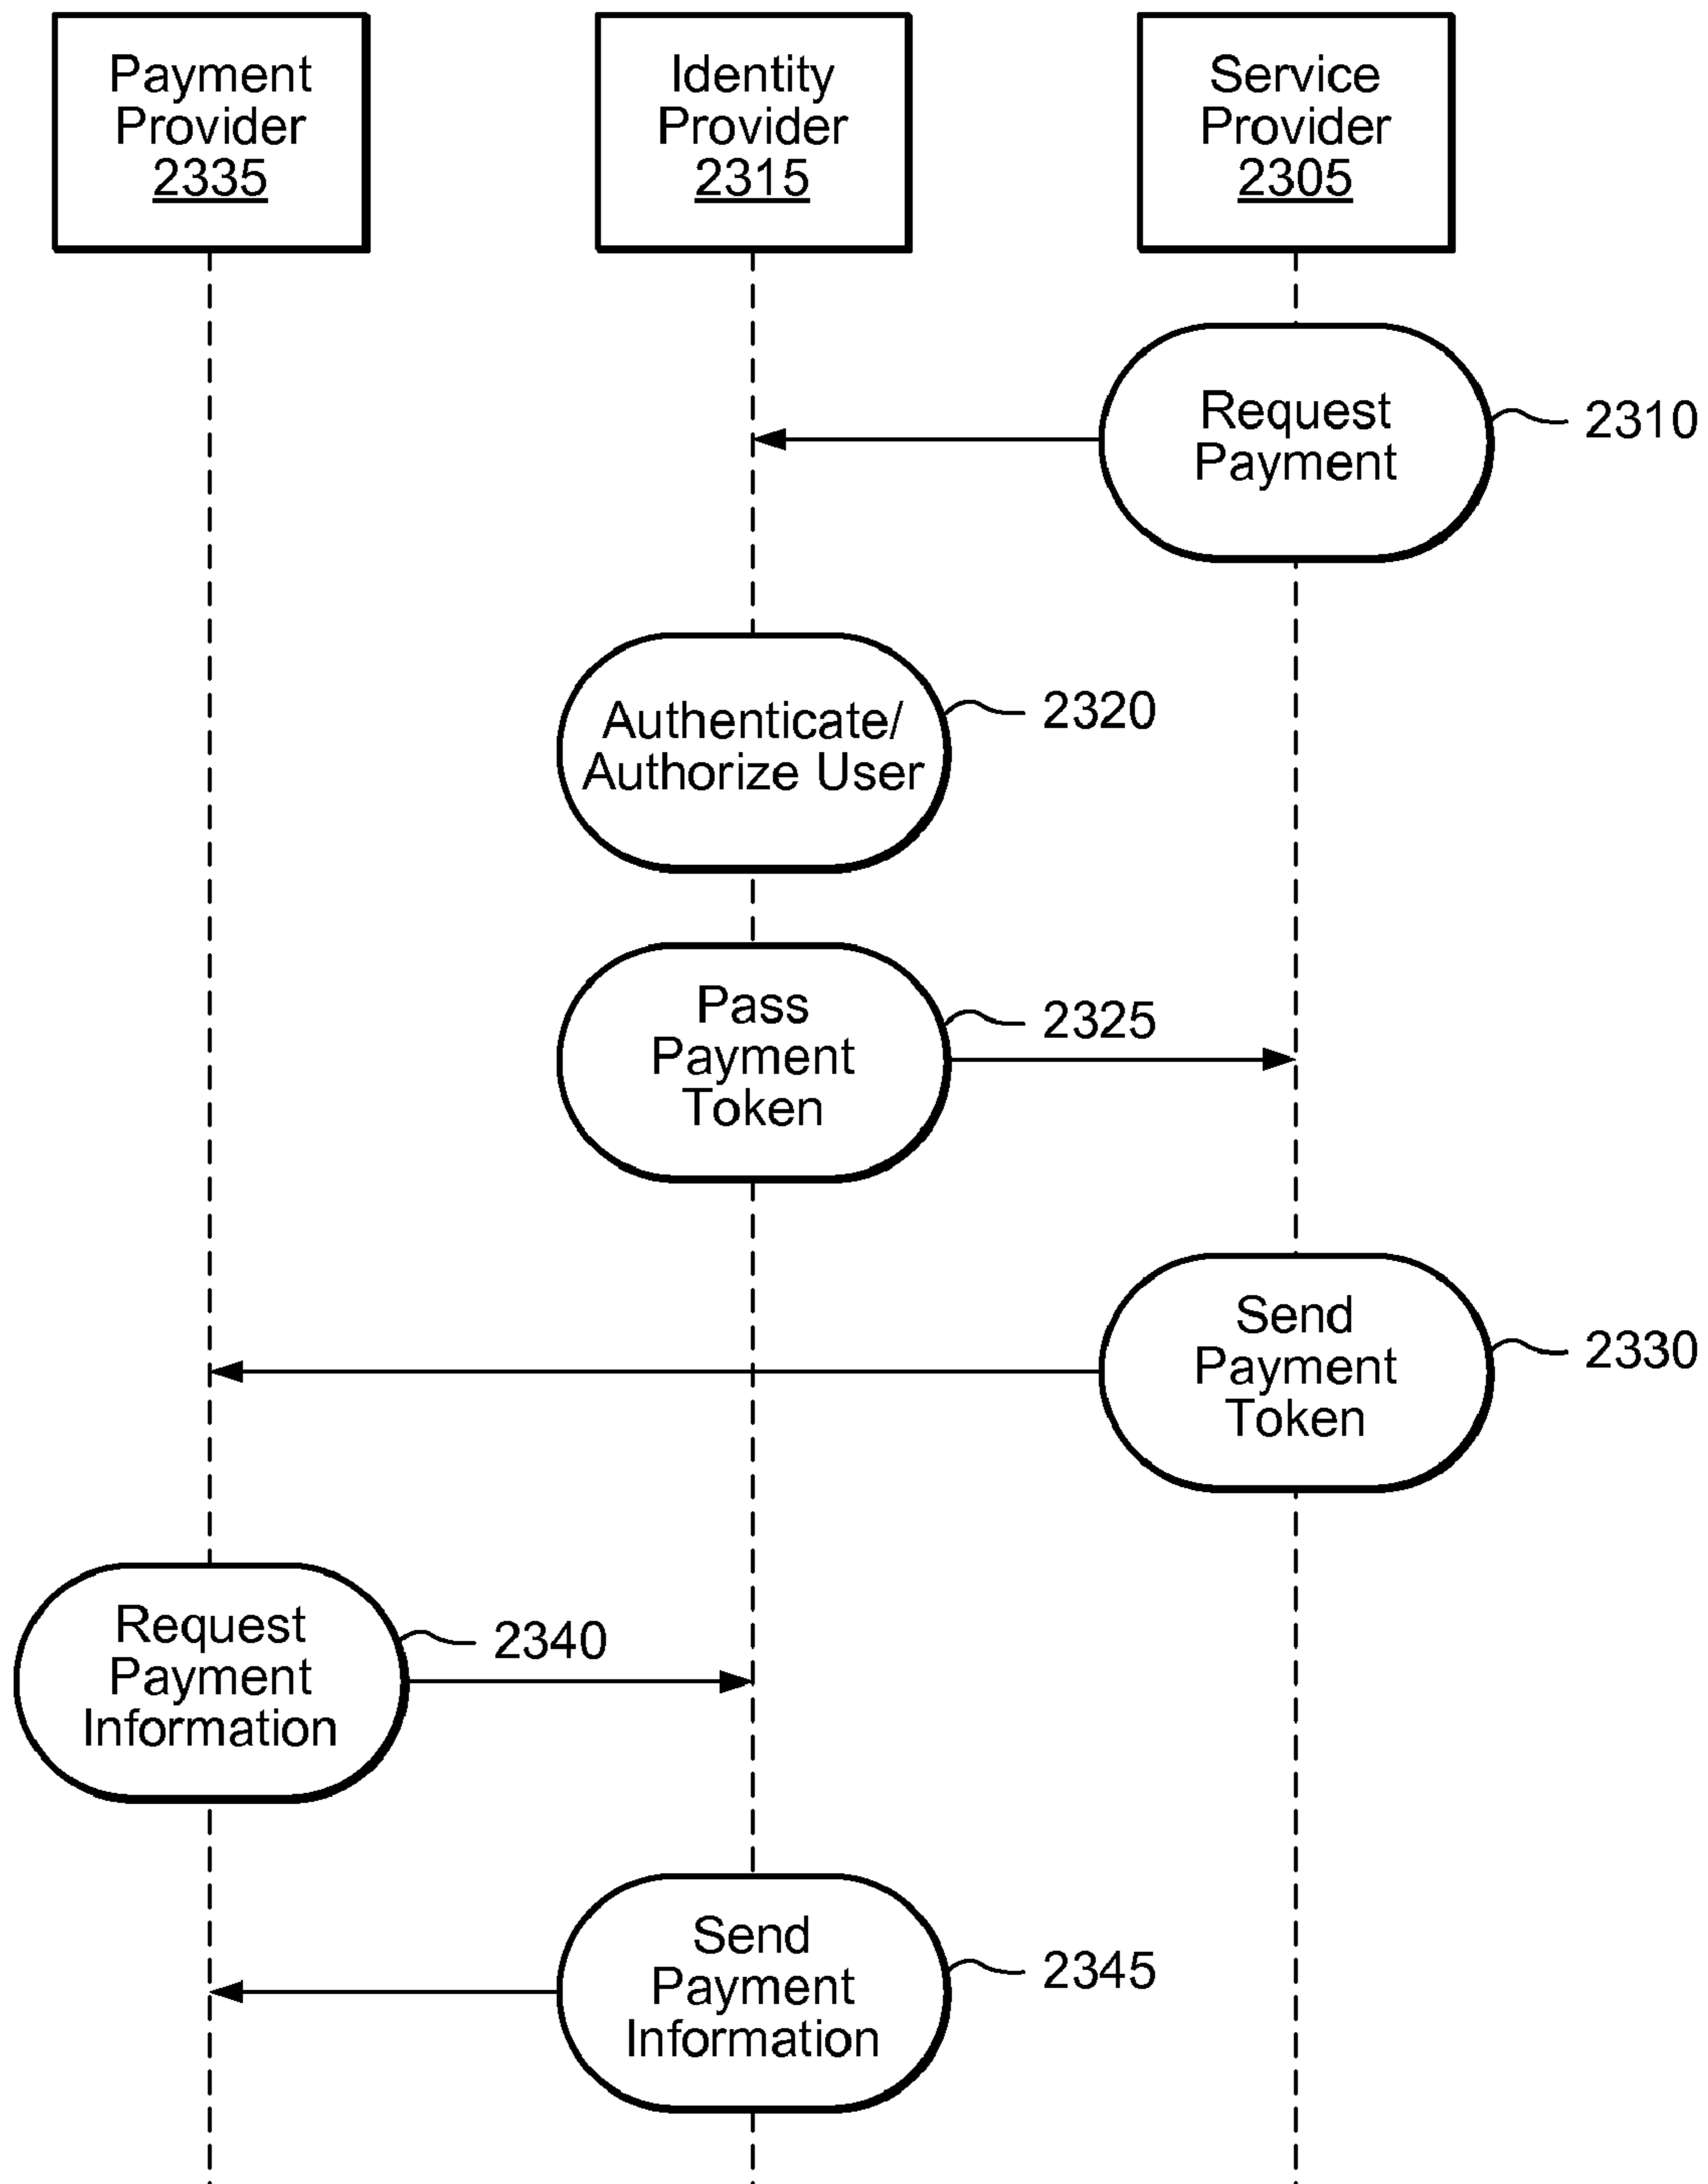 Payment
Provider
2335
Identity
Provider
2315
Service
Provider
2305
Request
Payment
2310
Authenticate/
Authorize User
2320
Pass
Payment
Token
2325
Send
Payment
Token
2330
Request
Payment
Information
2340
Send
Payment
Information
2345